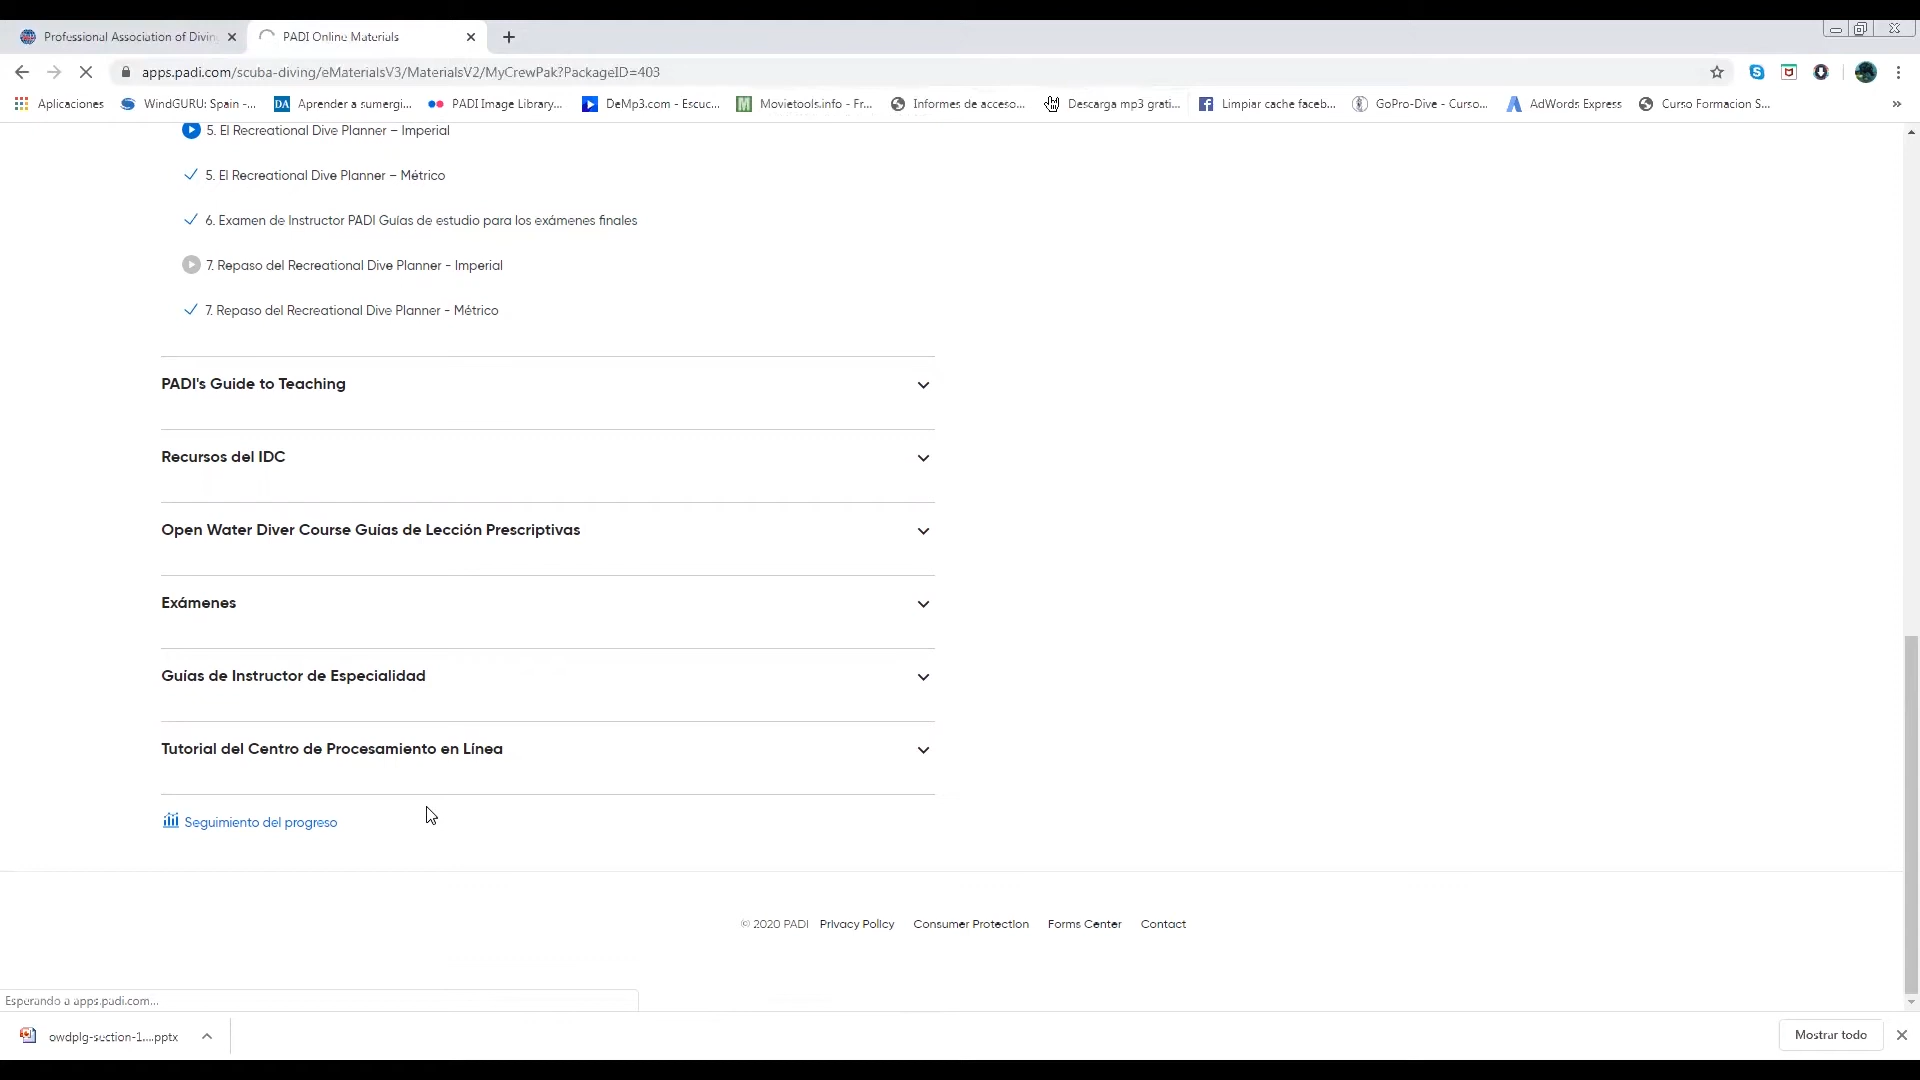 Professional Association of Divin
PADI Online Materials
apps.padi.com/scuba-diving/eMaterialsV3/MaterialsV2/MyCrewPak?PackageID=403
Aplicaciones
WindGURU: Spain -...
DA Aprender a sumergi...
PADI Image Library...
DeMp3.com - Escuc...
Movietools.info - Fr...
Informes de acceso...
Descarga mp3 grati...
Limpiar cache faceb...
GoPro-Dive - Curso...
AdWords Express
Curso Formacion S...
5. El Recreational Dive Planner – Imperial
5. El Recreational Dive Planner – Métrico
6. Examen de Instructor PADI Guías de estudio para los exámenes finales
7. Repaso del Recreational Dive Planner - Imperial
7. Repaso del Recreational Dive Planner - Métrico
PADI's Guide to Teaching
Recursos del IDC
Open Water Diver Course Guías de Lección Prescriptivas
Exámenes
Guías de Instructor de Especialidad
Tutorial del Centro de Procesamiento en Línea
Seguimiento del progreso
© 2020 PADI Privacy Policy Consumer Protection Forms Center Contact
Esperando a apps.padi.com...
owdplg-section-1....pptx
Mostrar todo